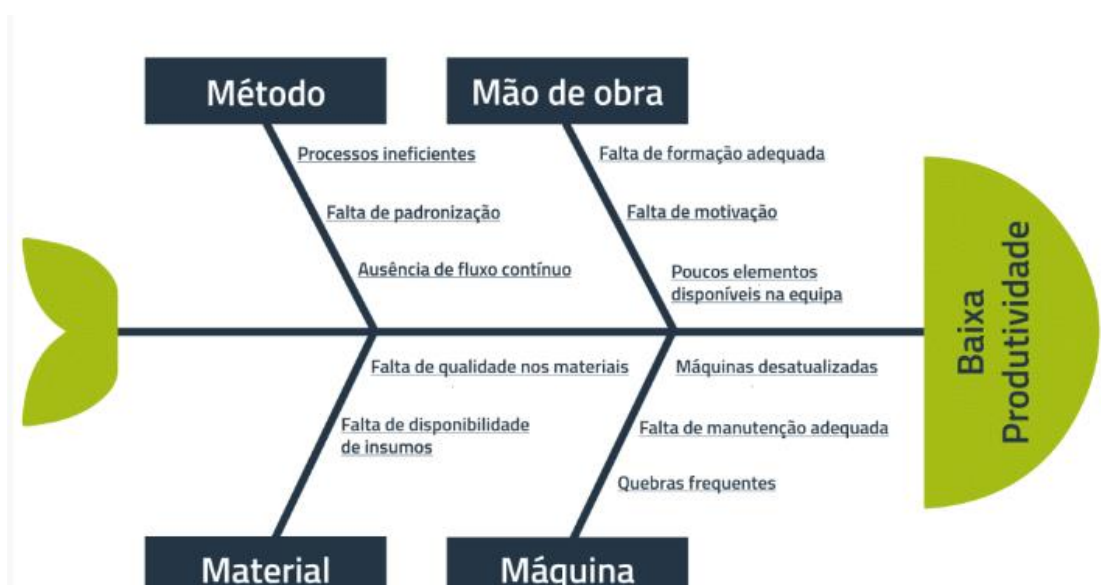 Método
Mão de obra
Processos ineficientes
Falta de padronização
Ausência de fluxo contínuo
Falta de formação adequada
Falta de motivação
Poucos elementos
disponíveis na equipa
Falta de qualidade nos materiais
Falta de disponibilidade
de insumos
Máquinas desatualizadas
Falta de manutenção adequada
Quebras frequentes
Material
Máquina
Baixa
Produtividade